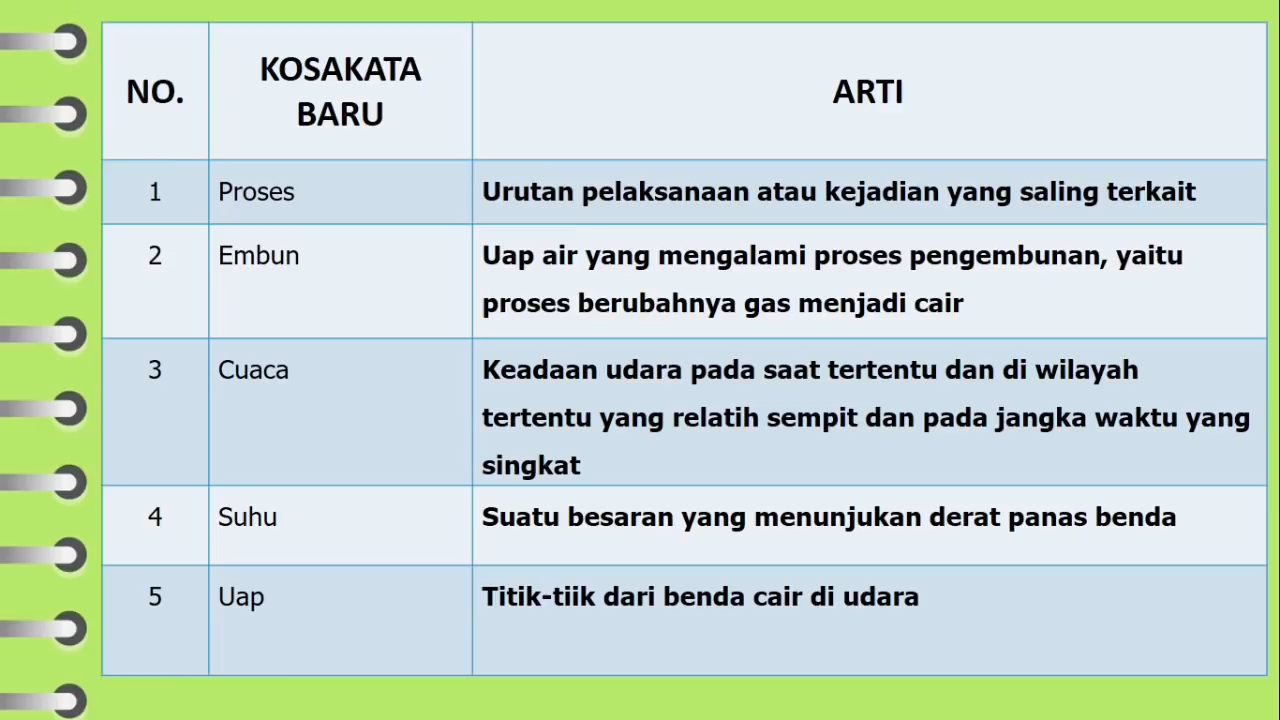 NO.
KOSAKATA
BARU
ARTI
1
Proses
Urutan pelaksanaan atau kejadian yang saling terkait
2
Embun
Uap air yang mengalami proses pengembunan, yaitu
proses berubahnya gas menjadi cair
3
Cuaca
Keadaan udara pada saat tertentu dan di wilayah
tertentu yang relatih sempit dan pada jangka waktu yang
singkat
4
Suhu
Suatu besaran yang menunjukan derat panas benda
5
Uap
Titik-tiik dari benda cair di udara